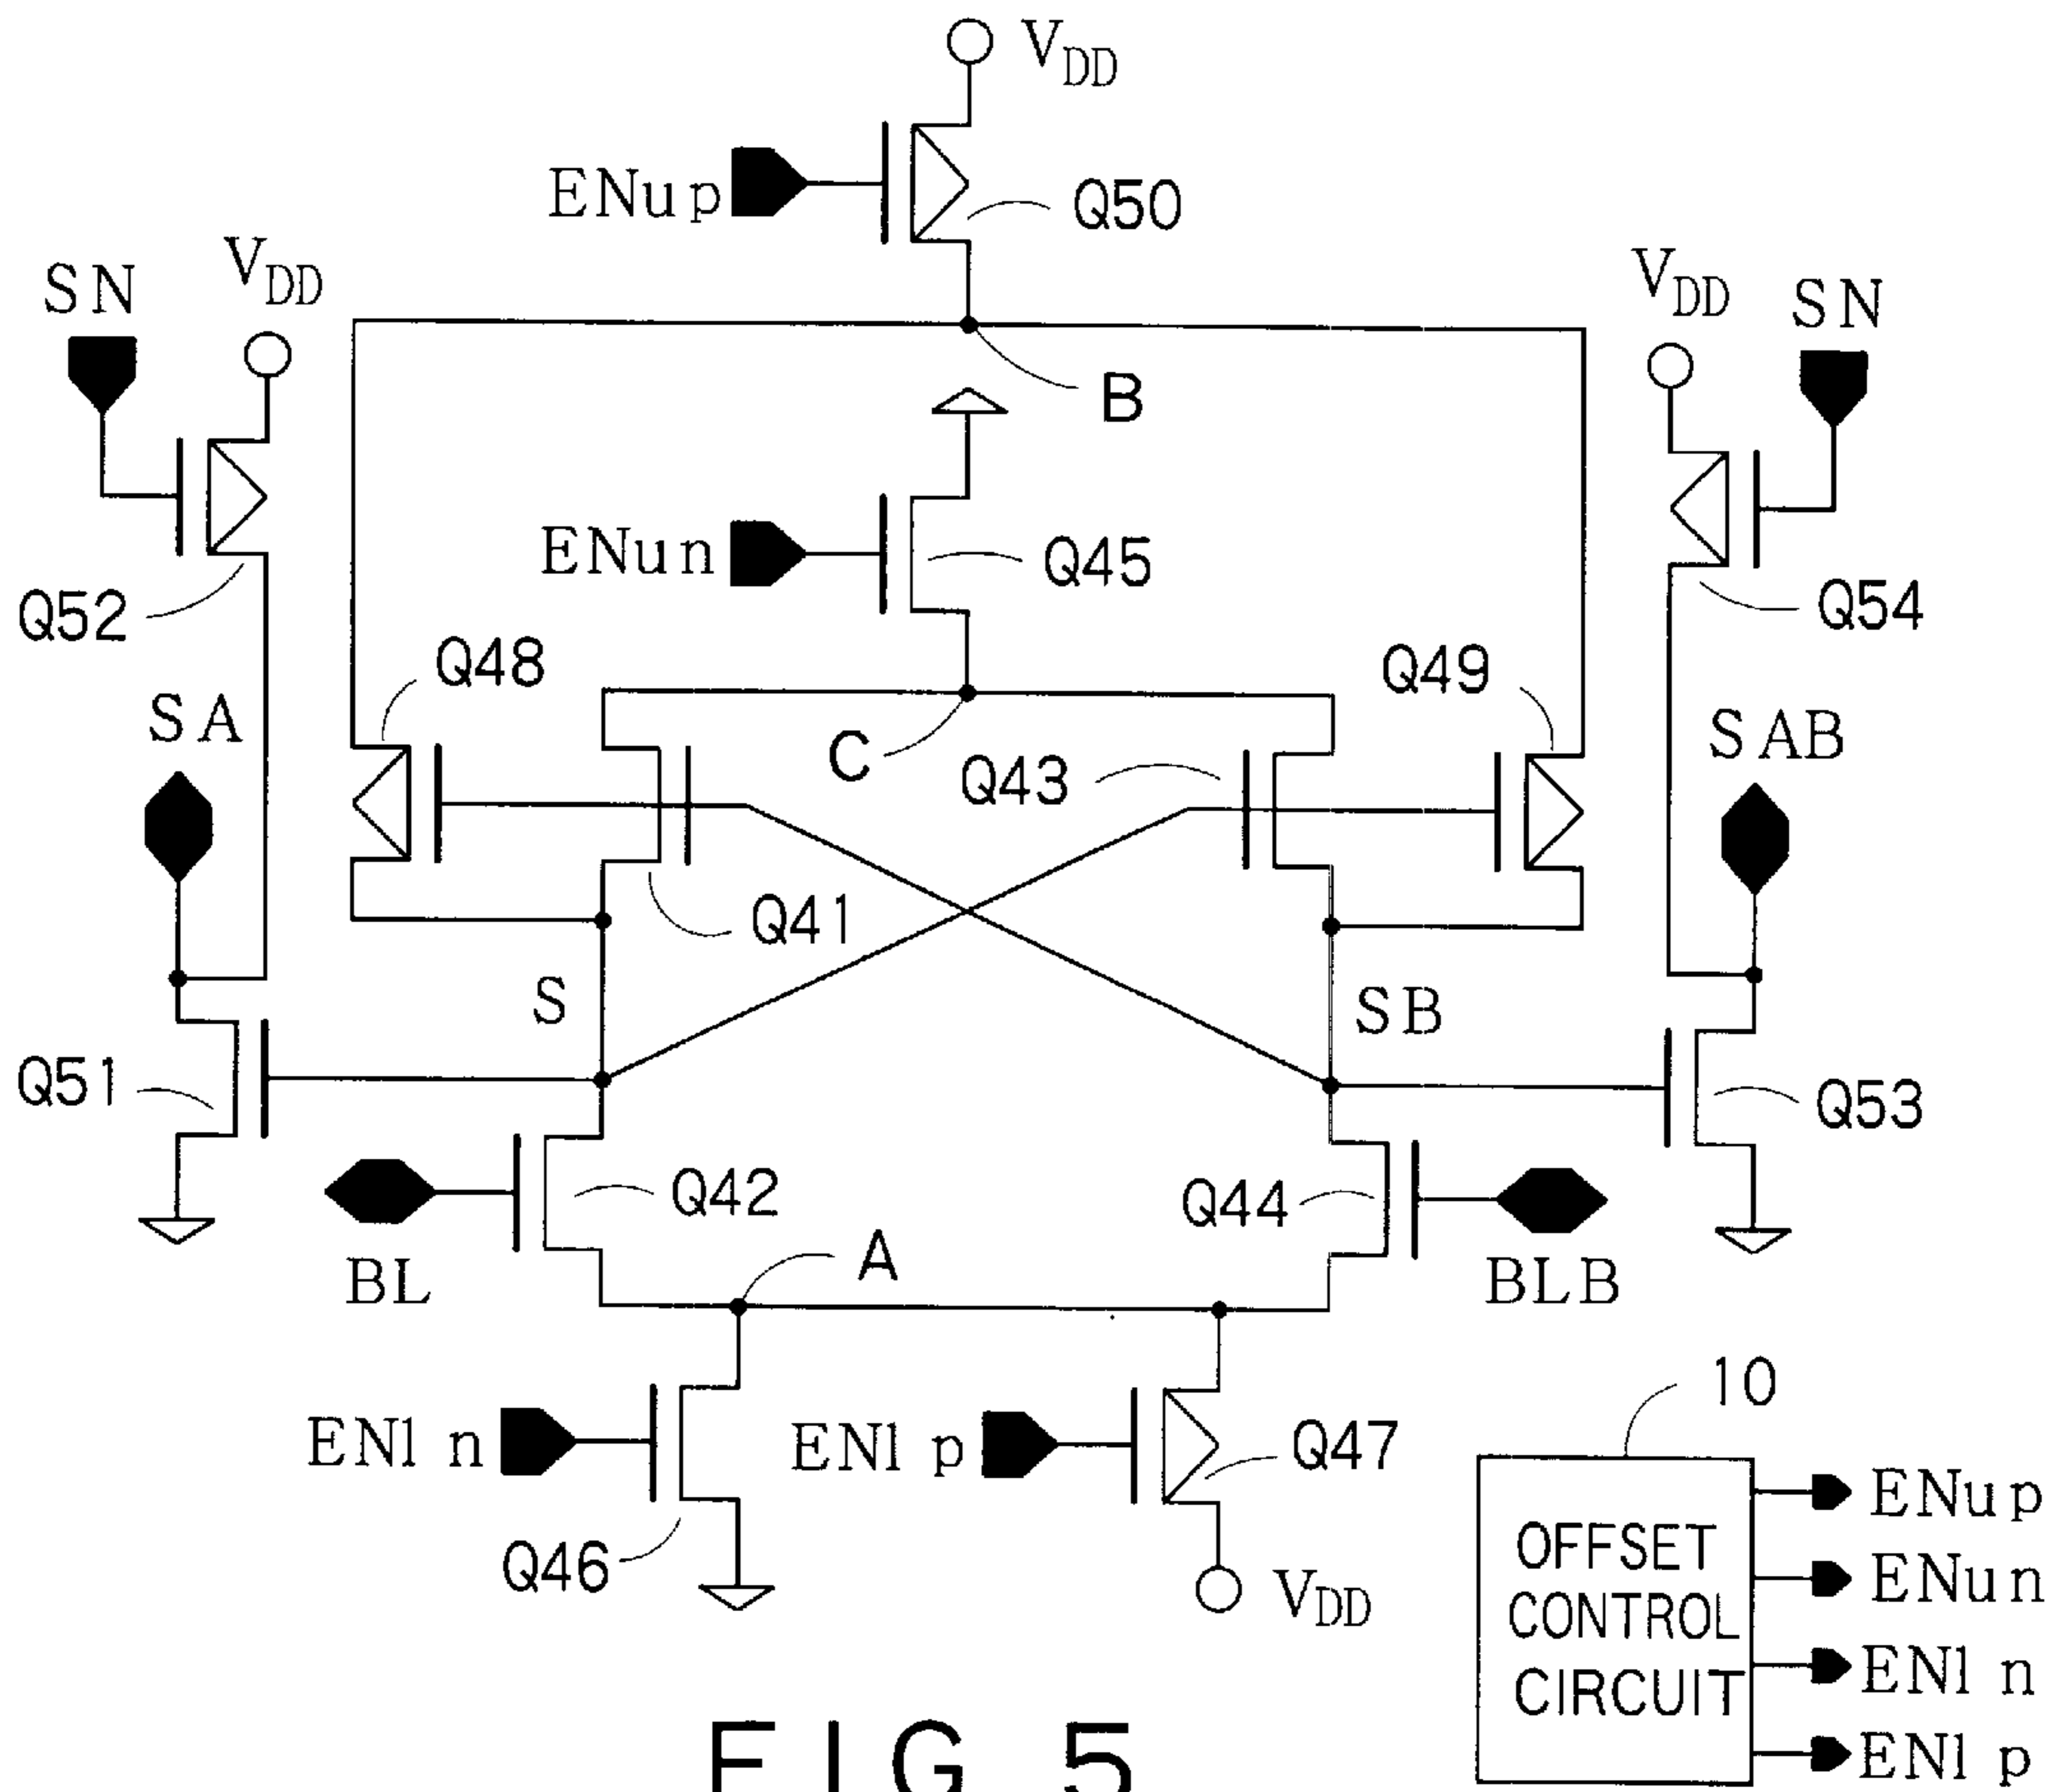 VDD
ENup
Q50
SN
VDD
VDD
SN
B
ENun
Q45
Q52
Q54
Q48
Q49
SA
C
Q43
SAB
Q41
S
SB
Q51
Q53
Q42
Q44
BL
A
BLB
ENl n
ENl p
Q47
10
Q46
VDD
OFFSET
CONTROL
CIRCUIT
ENup
ENun
ENl n
ENl p
FIG 5